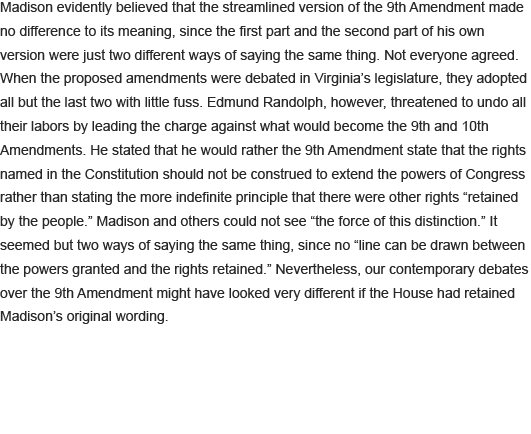 Madison evidently believed that the streamlined version of the 9th Amendment made
no difference to its meaning, since the first part and the second part of his own
version were just two different ways of saying the same thing. Not everyone agreed.
When the proposed amendments were debated in Virginia’s legislature, they adopted
all but the last two with little fuss. Edmund Randolph, however, threatened to undo all
their labors by leading the charge against what would become the 9th and 10th
Amendments. He stated that he would rather the 9th Amendment state that the rights
named in the Constitution should not be construed to extend the powers of Congress
rather than stating the more indefinite principle that there were other rights “retained
by the people.” Madison and others could not see “the force of this distinction.” It
seemed but two ways of saying the same thing, since no “line can be drawn between
the powers granted and the rights retained.” Nevertheless, our contemporary debates
over the 9th Amendment might have looked very different if the House had retained
Madison’s original wording.